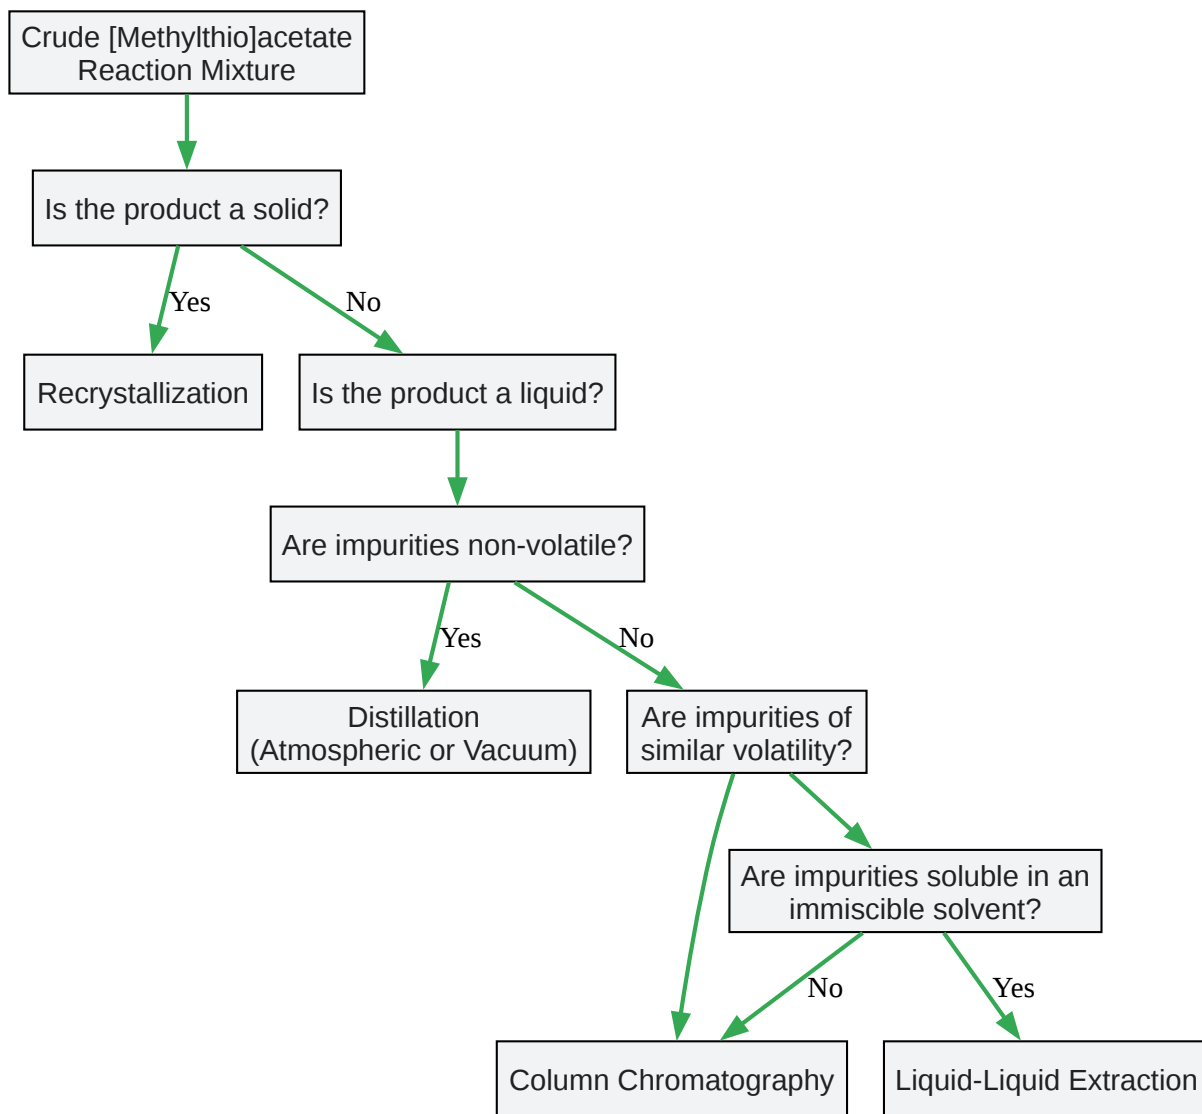 Crude [Methylthio]acetate
Reaction Mixture
Is the product a solid?
Yes
No
Recrystallization
Is the product a liquid?
Are impurities non-volatile?
Yes
No
Distillation
(Atmospheric or Vacuum)
Are impurities of
similar volatility?
Are impurities soluble in an
immiscible solvent?
No
Yes
Column Chromatography
Liquid-Liquid Extraction